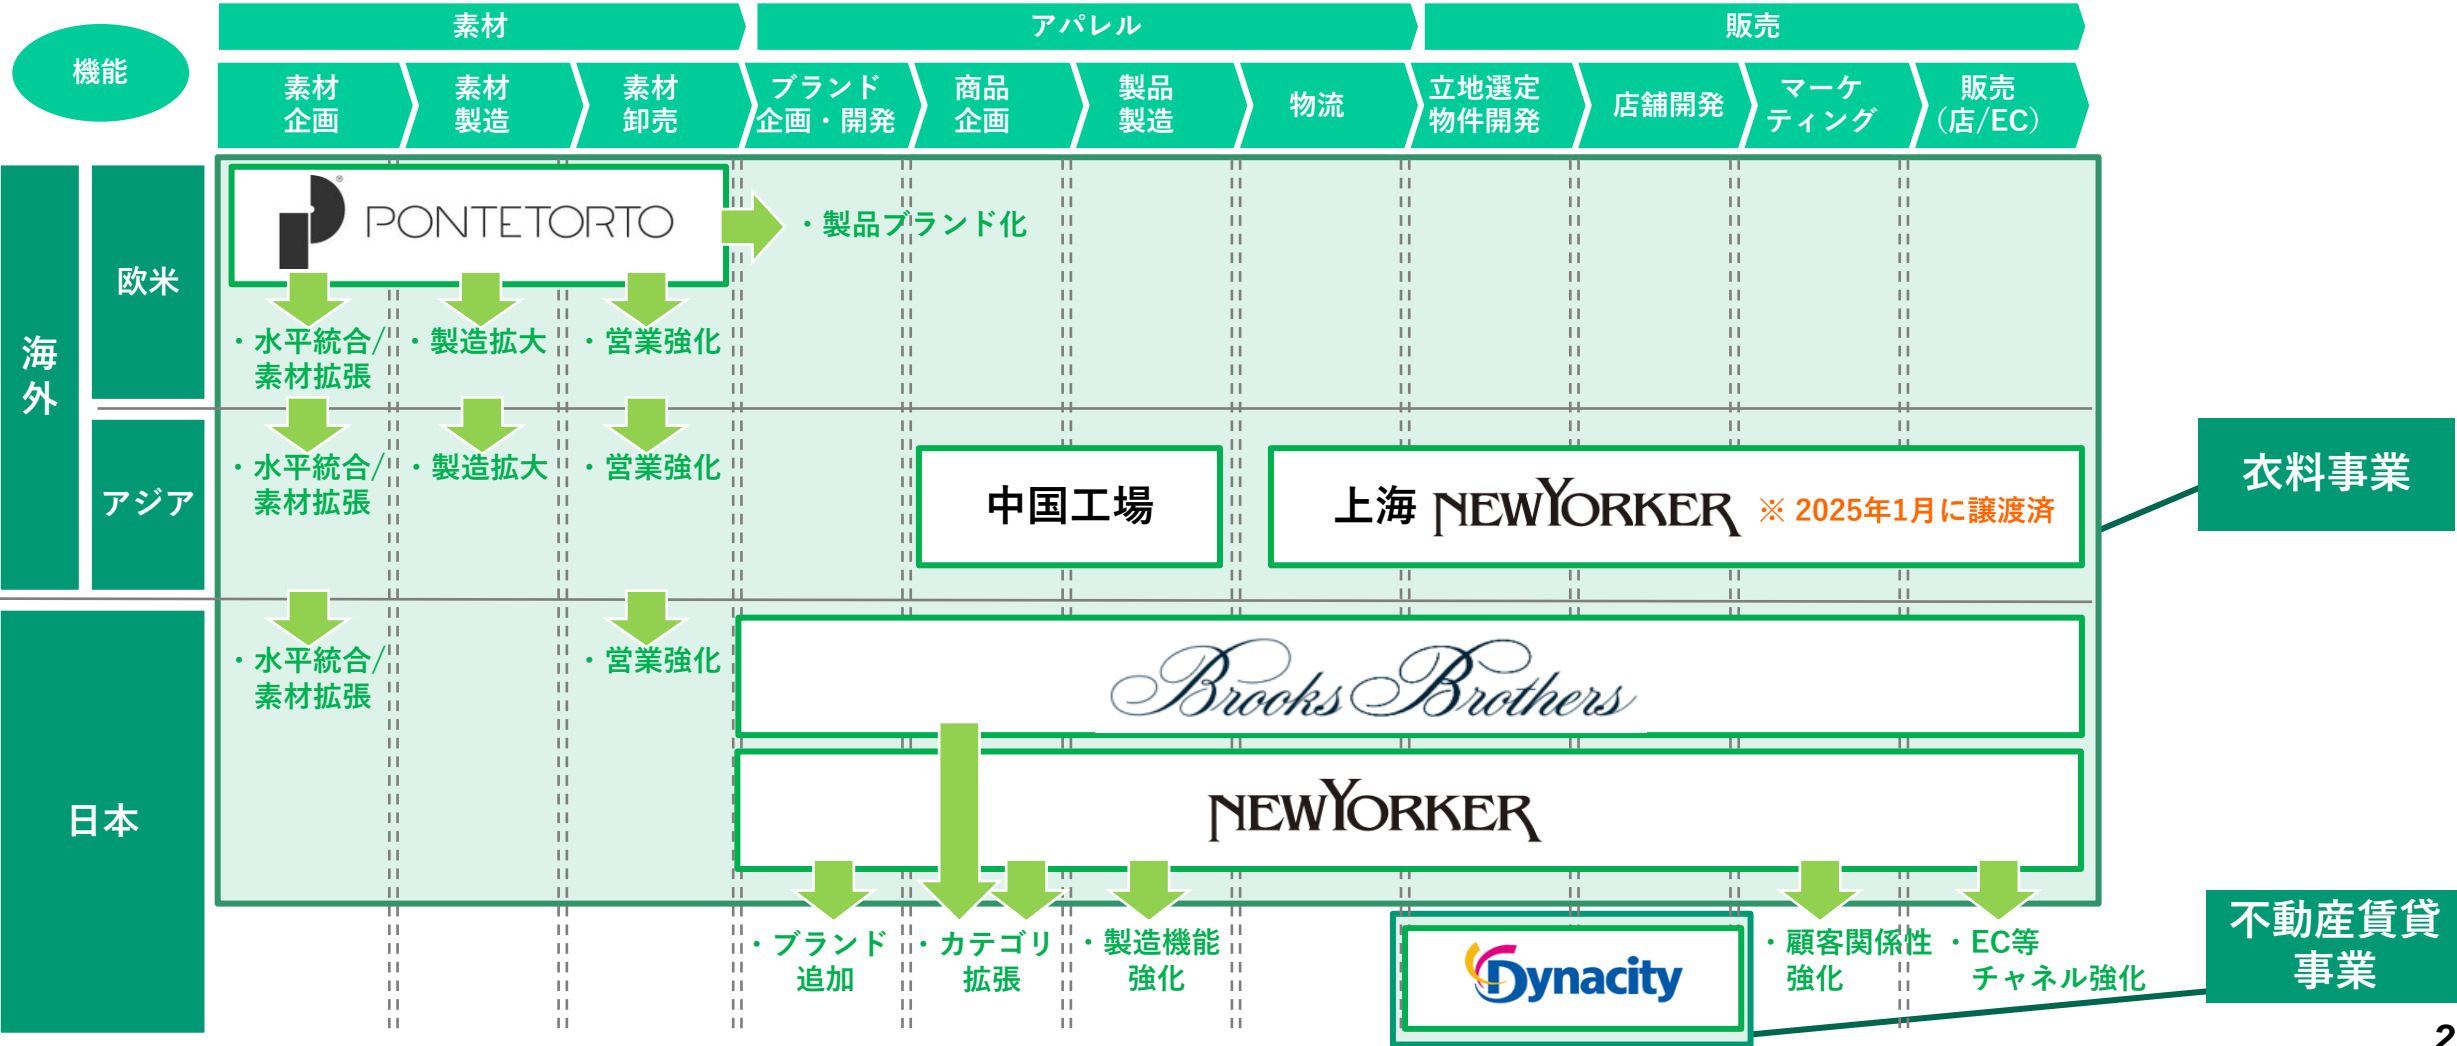 機能
素材
アパレル
販売
素材
企画
素材
製造
素材
卸売
ブランド
企画・開発
商品
企画
製品
製造
物流
立地選定
物件開発
店舗開発
マーケ
ティング
販売
（店/EC）
海外
欧米
PONTETORTO
®
・製品ブランド化
・水平統合/
素材拡張
・製造拡大
・営業強化
アジア
・水平統合/
素材拡張
・製造拡大
・営業強化
中国工場
上海 NEWYORKER ※ 2025年1月に譲渡済
衣料事業
日本
・水平統合/
素材拡張
・営業強化
Brooks Brothers
NEWYORKER
・ブランド
追加
・カテゴリ
拡張
・製造機能
強化
Dynacity
・顧客関係性
強化
・EC等
チャネル強化
不動産賃貸
事業
2